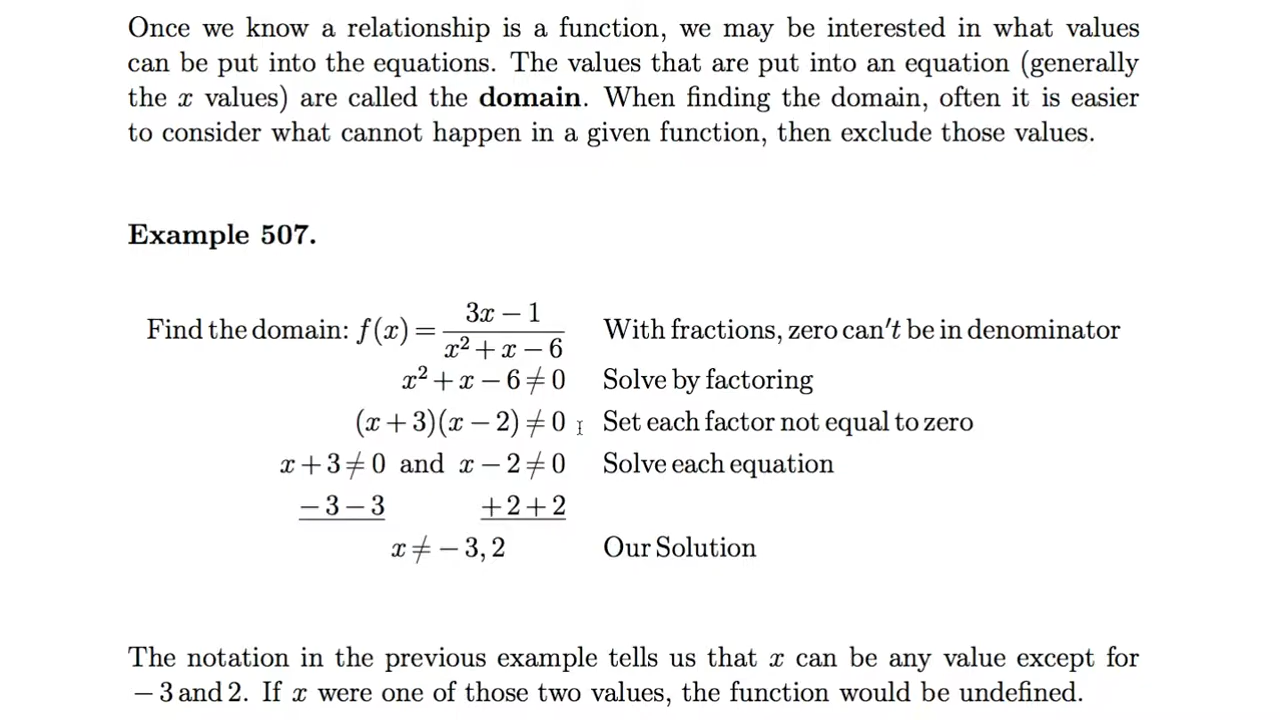 Once we know a relationship is a function, we may be interested in what values
can be put into the equations. The values that are put into an equation (generally
the x values) are called the domain. When finding the domain, often it is easier
to consider what cannot happen in a given function, then exclude those values.
Example 507.
Find the domain: f(x) = (3x − 1)/(x² + x − 6) With fractions, zero can't be in denominator
x² + x − 6 ≠ 0 Solve by factoring
(x + 3)(x − 2) ≠ 0 Set each factor not equal to zero
x + 3 ≠ 0 and x − 2 ≠ 0 Solve each equation
− 3 − 3 + 2 + 2
x ≠ − 3, 2 Our Solution
The notation in the previous example tells us that x can be any value except for
− 3 and 2. If x were one of those two values, the function would be undefined.